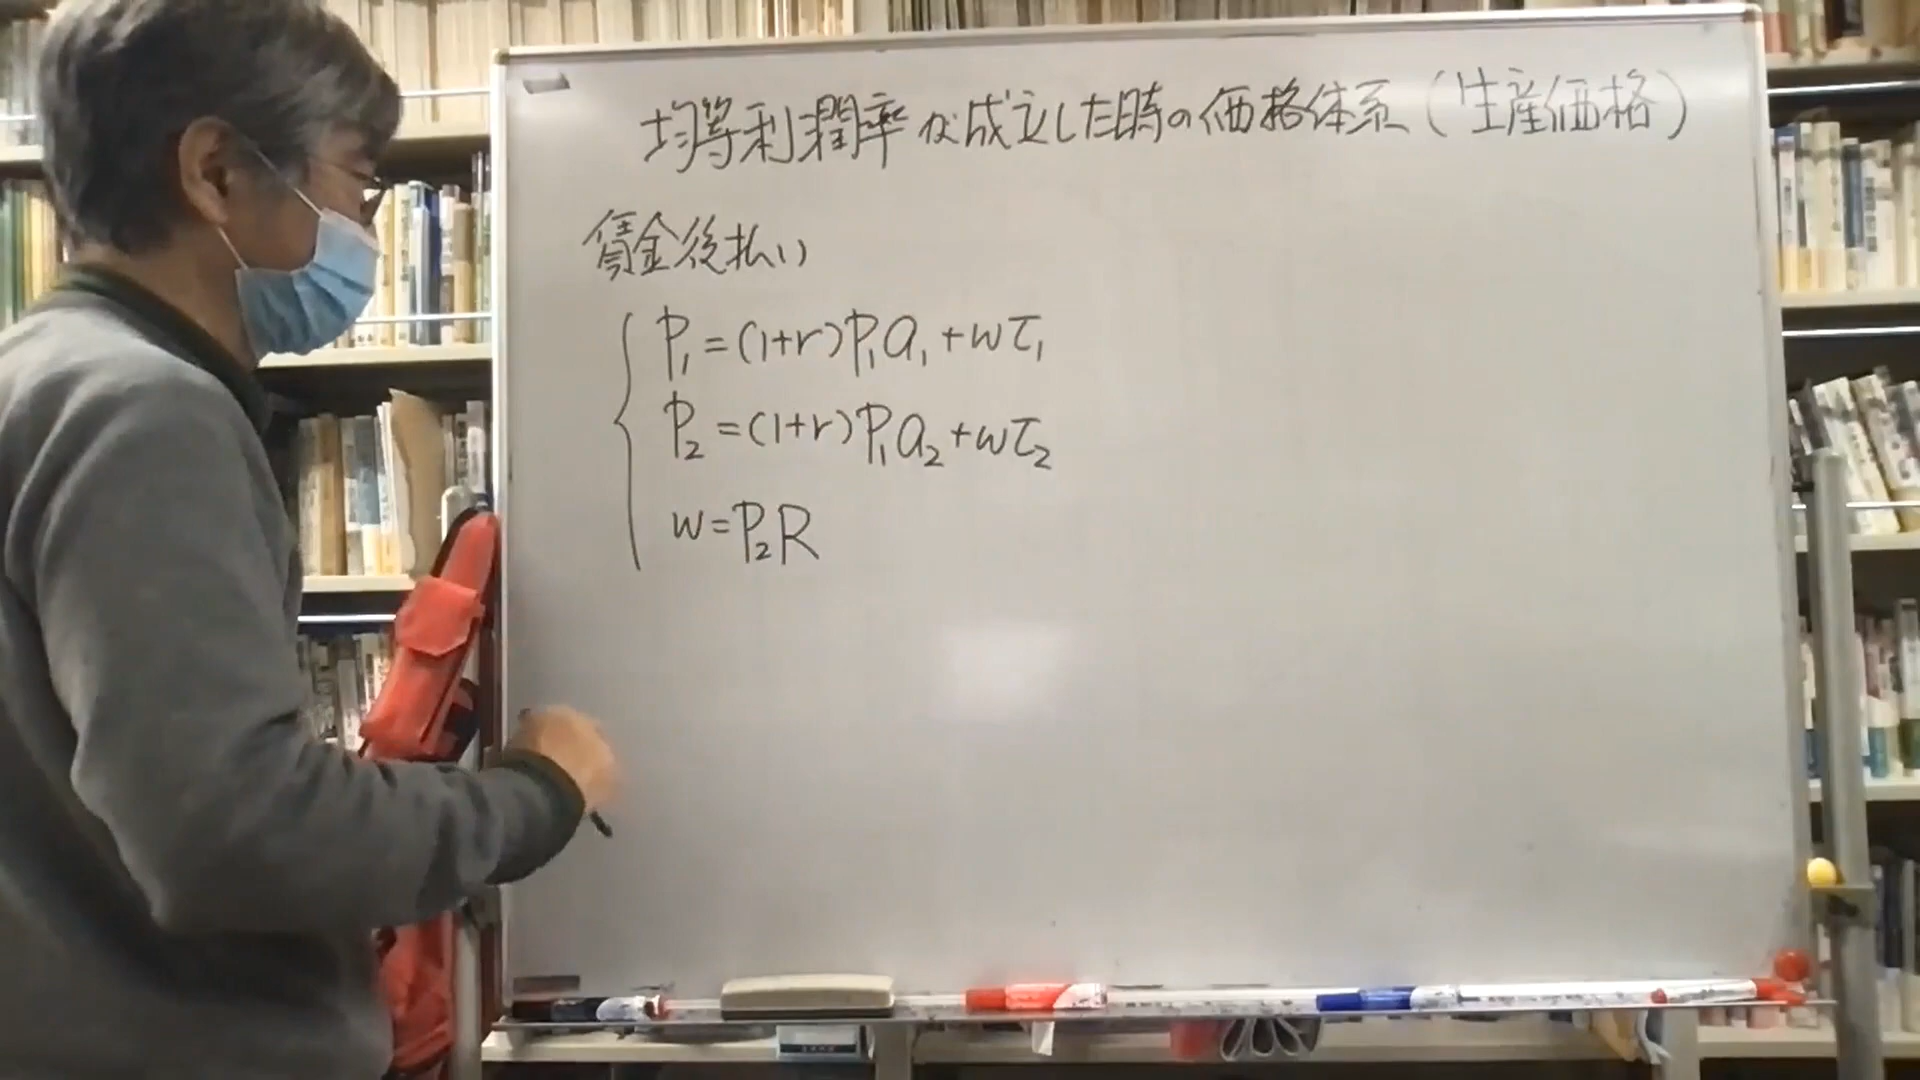 均等利潤率が成立した時の価格体系(生産価格)
賃金後払い
P₁=(1+r)P₁a₁+wτ₁
P₂=(1+r)P₁a₂+wτ₂
w=P₂R